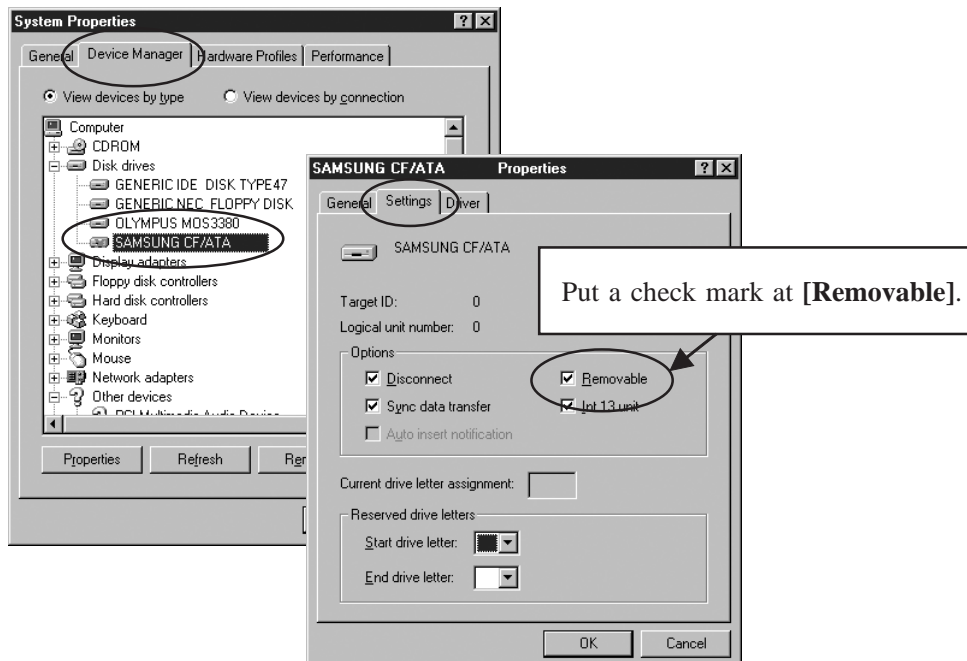 System Properties
General Device Manager Hardware Profiles Performance
View devices by type View devices by connection
Computer
CDROM
Disk drives
GENERIC IDE DISK TYPE47
GENERIC NEC FLOPPY DISK
OLYMPUS MOS3380
SAMSUNG CF/ATA
Display adapters
Floppy disk controllers
Hard disk controllers
Keyboard
Monitors
Mouse
Network adapters
Other devices
PCI Multimedia Audio Device
Properties Refresh
SAMSUNG CF/ATA Properties
General Settings Driver
SAMSUNG CF/ATA
Target ID: 0
Logical unit number: 0
Options
Disconnect Removable
Sync data transfer Int 13 unit
Auto insert notification
Current drive letter assignment:
Reserved drive letters
Start drive letter:
End drive letter:
OK Cancel
Put a check mark at [Removable].